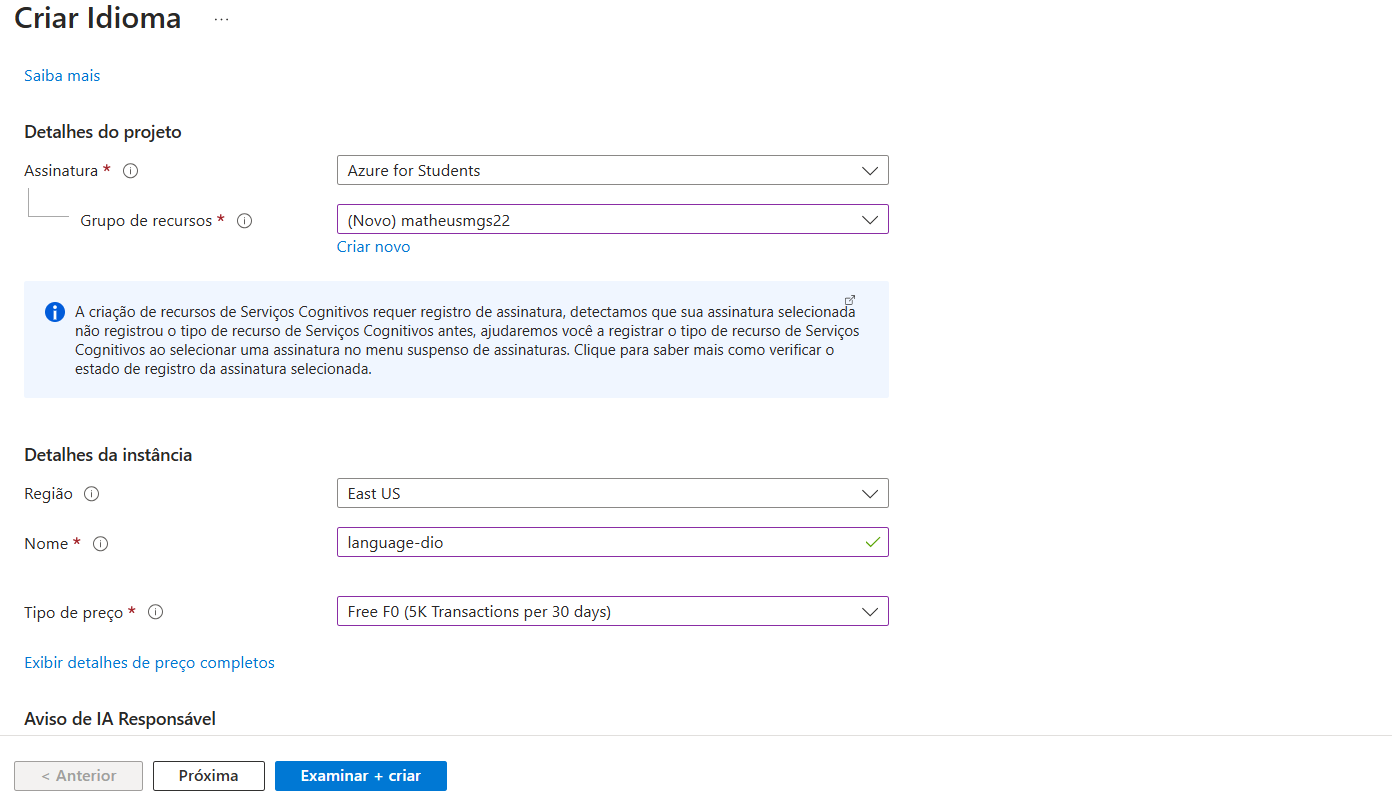 Criar Idioma ...
Saiba mais
Detalhes do projeto
Assinatura *
Azure for Students
Grupo de recursos *
(Novo) matheusmgs22
Criar novo
A criação de recursos de Serviços Cognitivos requer registro de assinatura, detectamos que sua assinatura selecionada
não registrou o tipo de recurso de Serviços Cognitivos antes, ajudaremos você a registrar o tipo de recurso de Serviços
Cognitivos ao selecionar uma assinatura no menu suspenso de assinaturas. Clique para saber mais como verificar o
estado de registro da assinatura selecionada.
Detalhes da instância
Região
East US
Nome *
language-dio
Tipo de preço *
Free F0 (5K Transactions per 30 days)
Exibir detalhes de preço completos
Aviso de IA Responsável
< Anterior
Próxima
Examinar + criar